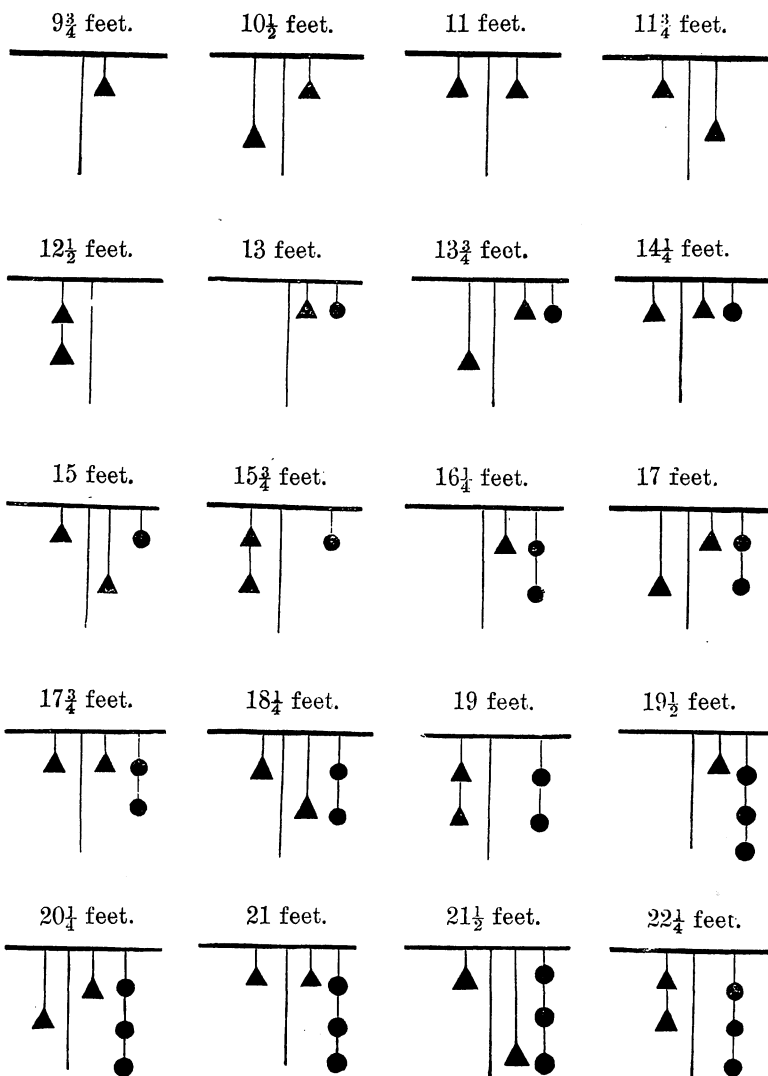 9¾ feet. 10½ feet. 11 feet. 11¾ feet.
12½ feet. 13 feet. 13¾ feet. 14¼ feet.
15 feet. 15¾ feet. 16¼ feet. 17 feet.
17¾ feet. 18¼ feet. 19 feet. 19½ feet.
20¼ feet. 21 feet. 21½ feet. 22¼ feet.